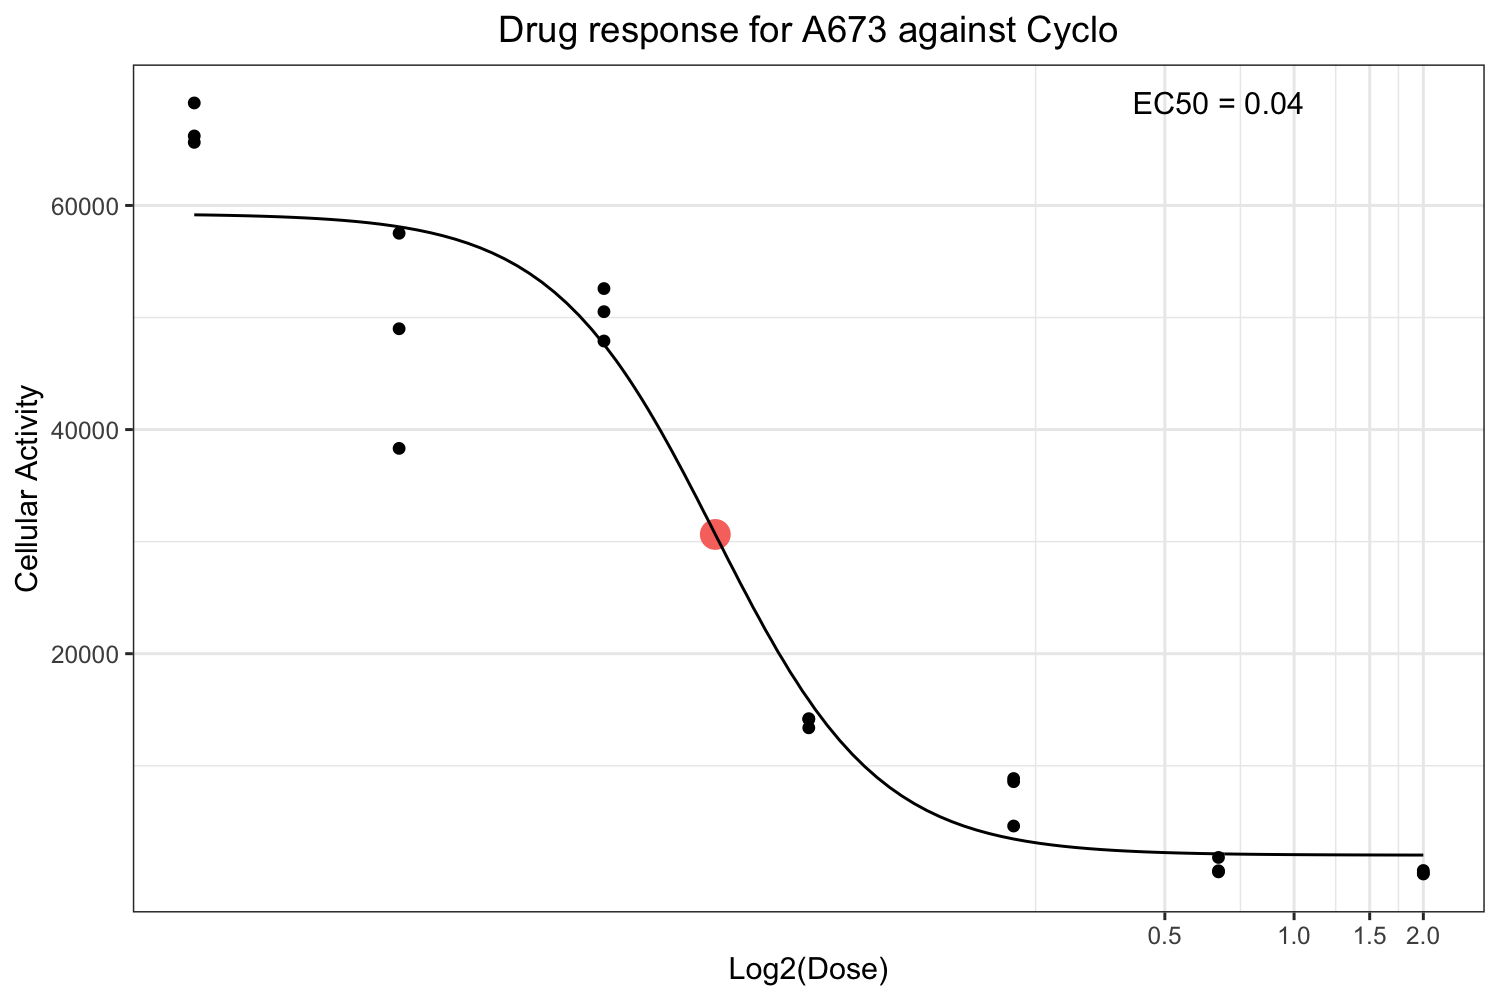 Drug response for A673 against Cyclo
EC50 = 0.04
60000
40000
20000
Cellular Activity
0.5 1.0 1.5 2.0
Log2(Dose)